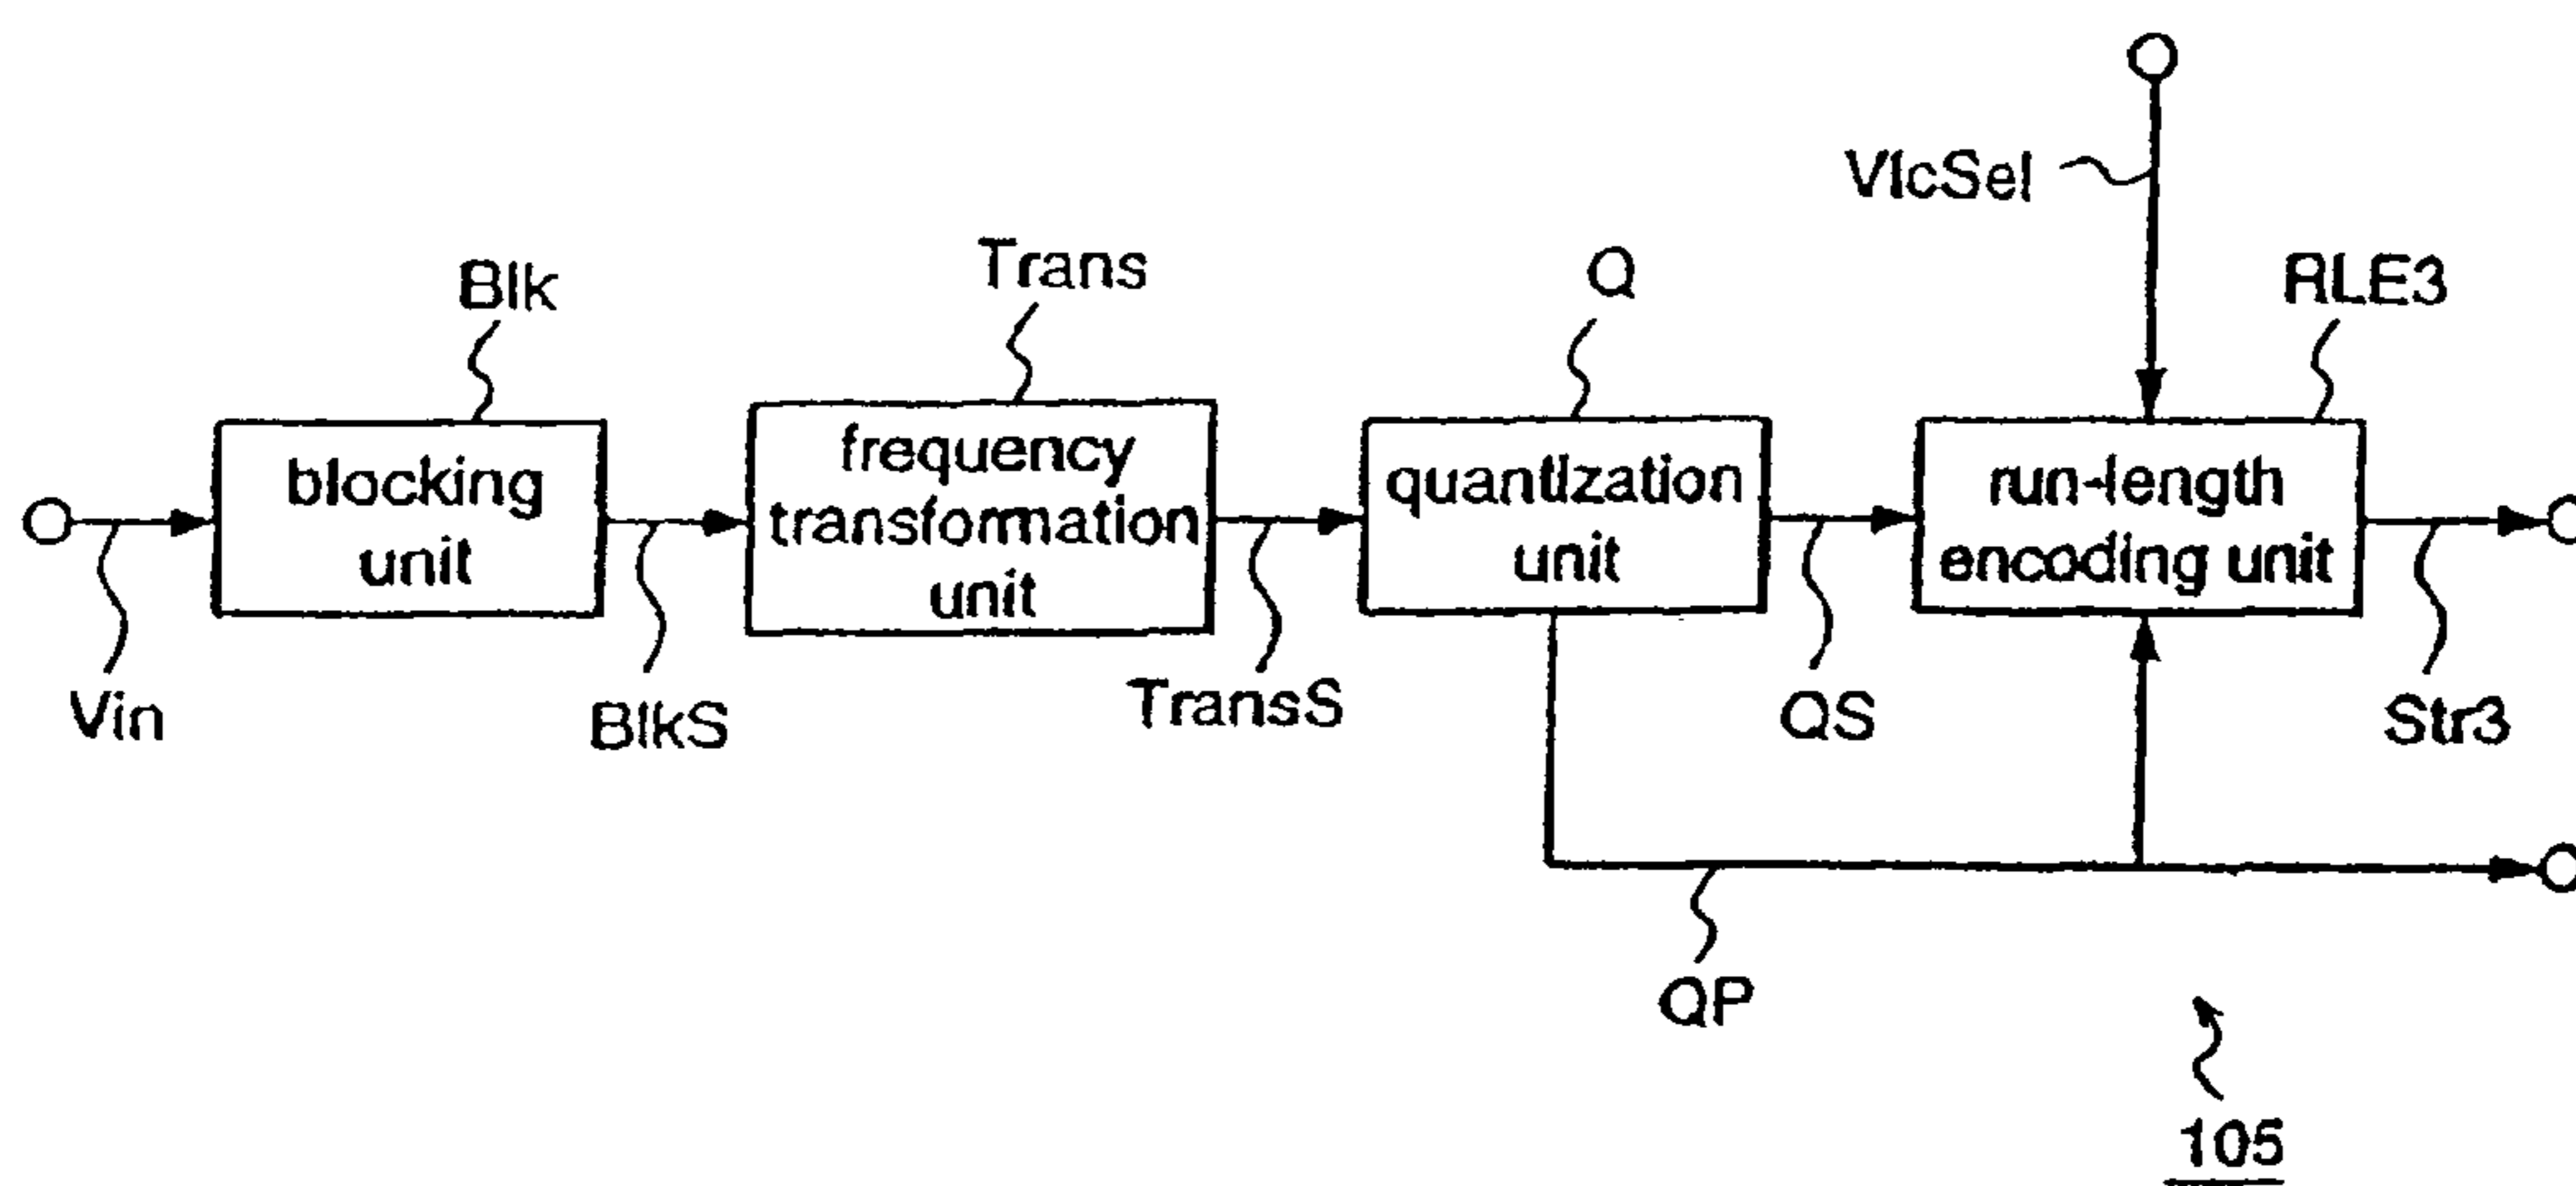 VlcSel
Blk
Trans
Q
RLE3
blocking
unit
frequency
transformation
unit
quantization
unit
run-length
encoding unit
Vin
BlkS
TransS
QS
Str3
QP
105